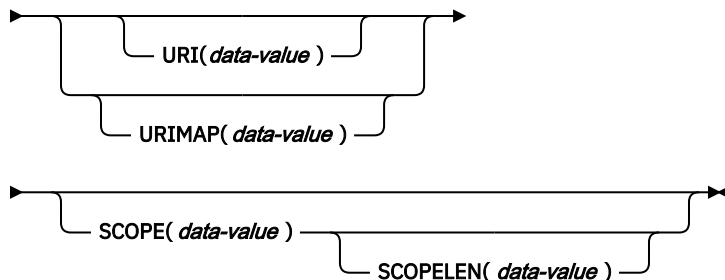 URI( data-value )
URIMAP( data-value )
SCOPE( data-value )
SCOPELEN( data-value )